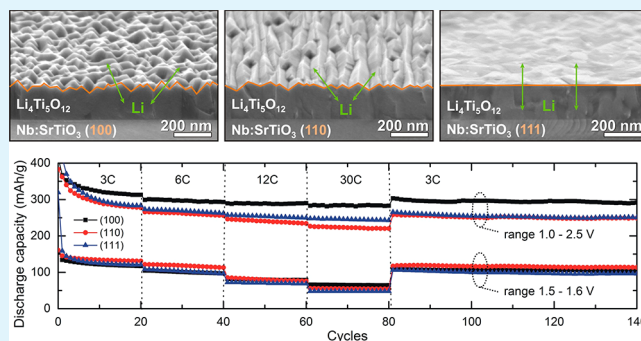 Li
Li₄Ti₅O₁₂
Nb:SrTiO₃ (100)
200 nm
Li
Li₄Ti₅O₁₂
Nb:SrTiO₃ (110)
200 nm
Li
Li₄Ti₅O₁₂
Nb:SrTiO₃ (111)
200 nm
Discharge capacity (mAh/g)
400
300
200
100
0
3C
6C
12C
30C
3C
(100)
(110)
(111)
range 1.0 - 2.5 V
range 1.5 - 1.6 V
0 20 40 60 80 100 120 140
Cycles